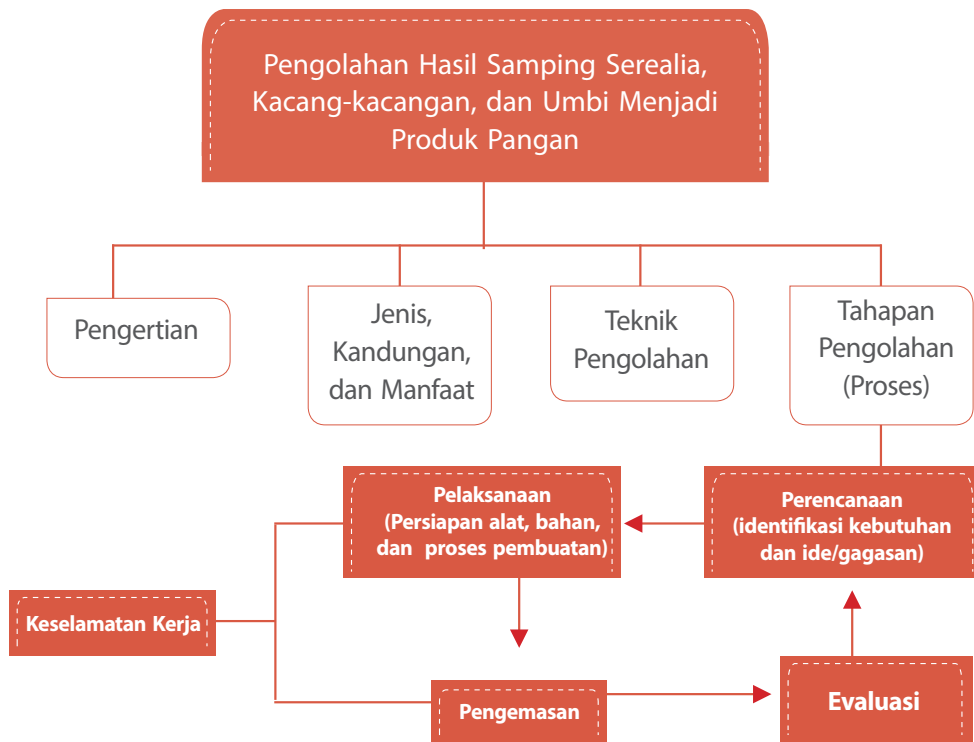 Pengolahan Hasil Samping Serealia,
Kacang-kacangan, dan Umbi Menjadi
Produk Pangan
Pengertian
Jenis,
Kandungan,
dan Manfaat
Teknik
Pengolahan
Tahapan
Pengolahan
(Proses)
Pelaksanaan
(Persiapan alat, bahan,
dan proses pembuatan)
Perencanaan
(identifikasi kebutuhan
dan ide/gagasan)
Keselamatan Kerja
Pengemasan
Evaluasi